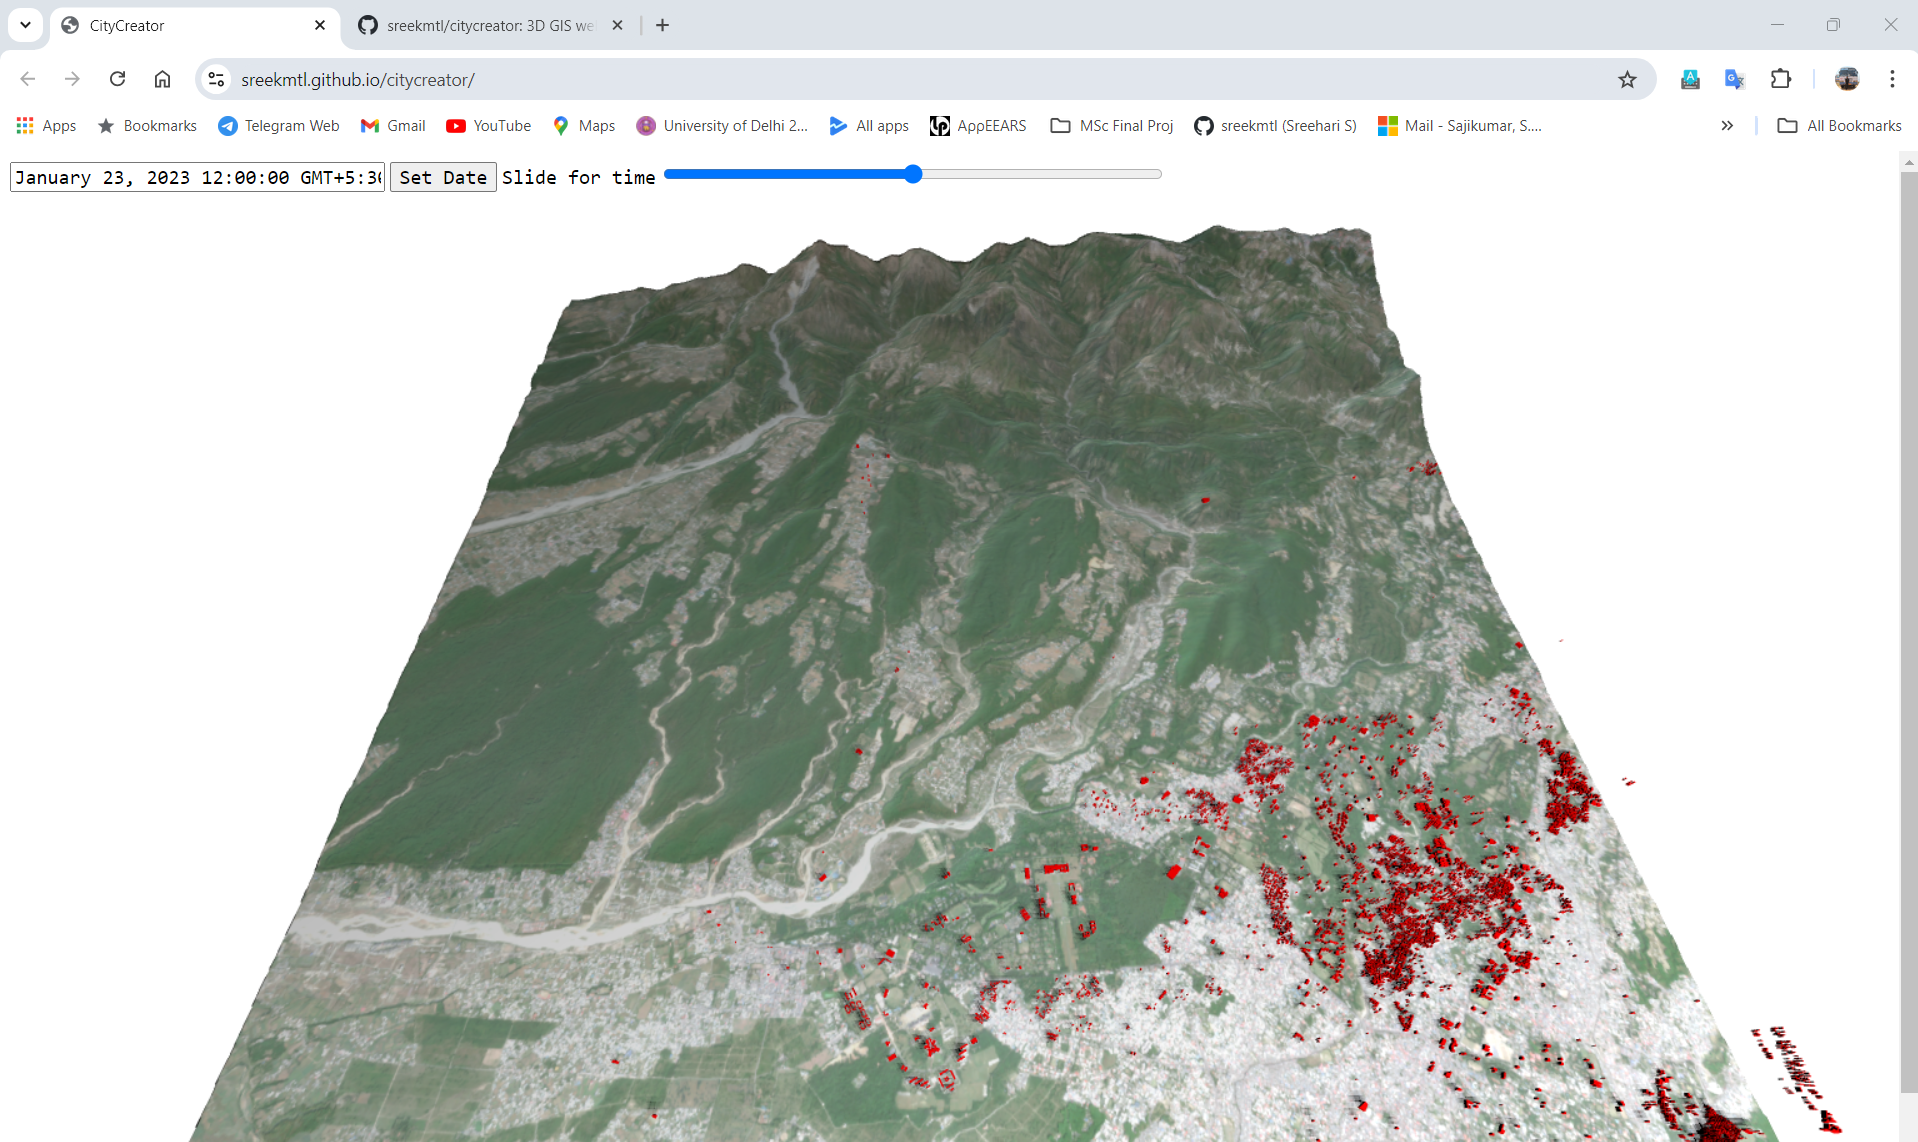 CityCreator
sreekmtl/citycreator: 3D GIS we
sreekmtl.github.io/citycreator/
Apps Bookmarks Telegram Web Gmail YouTube Maps University of Delhi 2... All apps AρρEEARS MSc Final Proj sreekmtl (Sreehari S) Mail - Sajikumar, S.... All Bookmarks
January 23, 2023 12:00:00 GMT+5:30 Set Date Slide for time